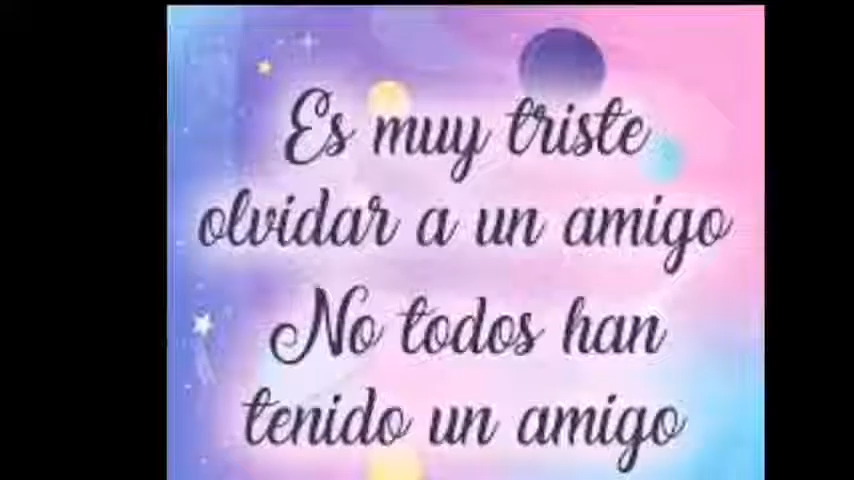 Es muy triste
olvidar a un amigo
No todos han
tenido un amigo